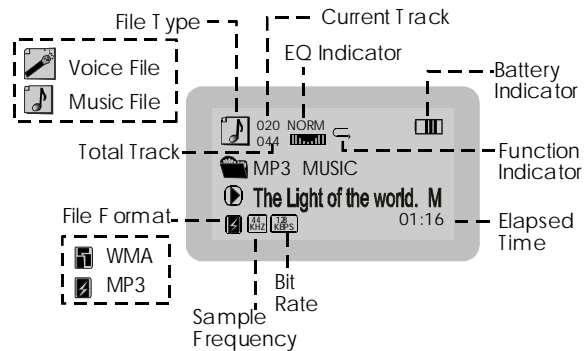 File Type
Current Track
EQ Indicator
Voice File
Music File
Battery Indicator
020 NORM
044
Total Track
Function Indicator
MP3 MUSIC
The Light of the world. M
File Format
44 KHZ
128 KBPS
01:16
Elapsed Time
WMA
MP3
Bit Rate
Sample Frequency